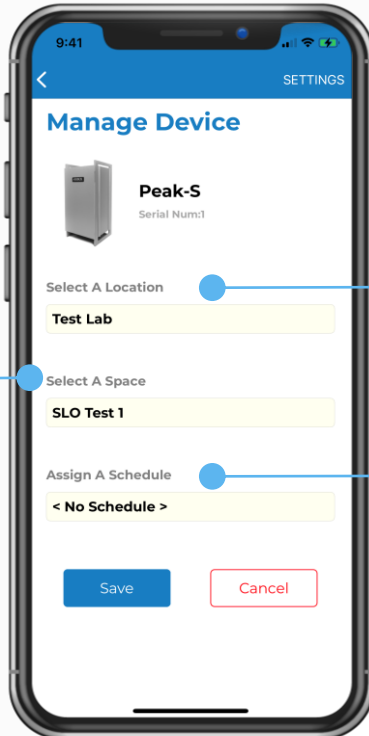 9:41
SETTINGS
Manage Device
Peak-S
Serial Num:1
Select A Location
Test Lab
Select A Space
SLO Test 1
Assign A Schedule
< No Schedule >
Save
Cancel